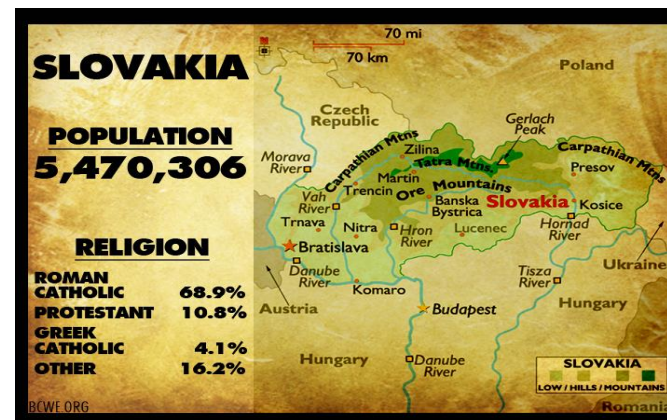 SLOVAKIA
POPULATION
5,470,306
RELIGION
ROMAN
CATHOLIC 68.9%
PROTESTANT 10.8%
GREEK
CATHOLIC 4.1%
OTHER 16.2%
BCWE.ORG
70 mi
70 km
Poland
Czech
Republic
Gerlach
Peak
Carpathian Mtns
Zilina
Carpathian Mtns
Morava
River
Tatra Mtns.
Martin
Presov
Trencin
Ore Mountains
Vah
River
Banska
Bystrica
Slovakia
Kosice
Trnava
Nitra
Hron
River
Lucenec
Hornad
River
Bratislava
Danube
River
Tisza
River
Ukraine
Komaro
Austria
Budapest
Hungary
Hungary
Danube
River
SLOVAKIA
LOW / HILLS / MOUNTAINS
Romani